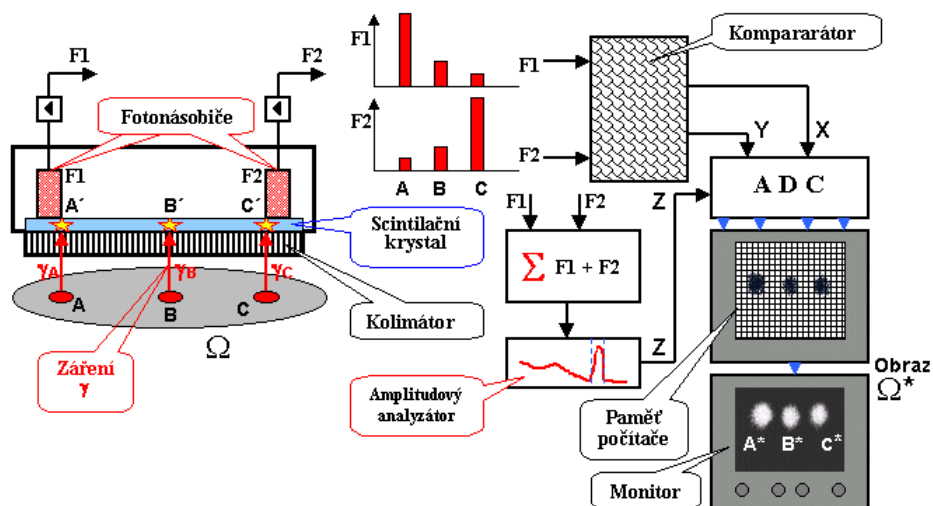 F1
F2
Fotonásobiče
F1
F2
A´
B´
C´
Scintilační
krystal
γA
γB
γC
A
B
C
Kolimátor
Ω
Záření
γ
F1
F2
A B C
F1
F2
Kompararátor
Y
X
A D C
Z
F1
F2
∑ F1 + F2
Z
Amplitudový
analyzátor
Paměť
počítače
Obraz
Ω*
A* B* C*
Monitor